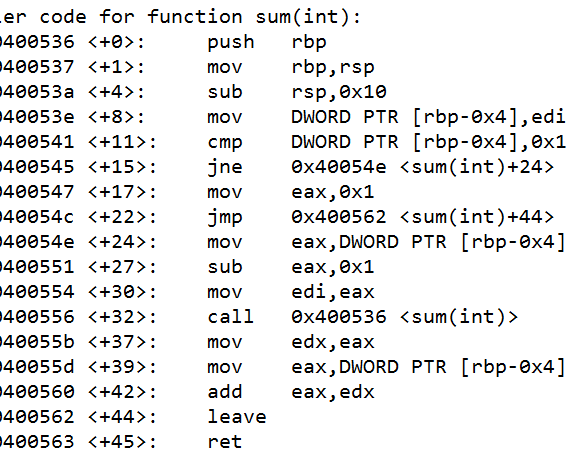 ler code for function sum(int):
0400536 <+0>: push rbp
0400537 <+1>: mov rbp,rsp
040053a <+4>: sub rsp,0x10
040053e <+8>: mov DWORD PTR [rbp-0x4],edi
0400541 <+11>: cmp DWORD PTR [rbp-0x4],0x1
0400545 <+15>: jne 0x40054e <sum(int)+24>
0400547 <+17>: mov eax,0x1
040054c <+22>: jmp 0x400562 <sum(int)+44>
040054e <+24>: mov eax,DWORD PTR [rbp-0x4]
0400551 <+27>: sub eax,0x1
0400554 <+30>: mov edi,eax
0400556 <+32>: call 0x400536 <sum(int)>
040055b <+37>: mov edx,eax
040055d <+39>: mov eax,DWORD PTR [rbp-0x4]
0400560 <+42>: add eax,edx
0400562 <+44>: leave
0400563 <+45>: ret